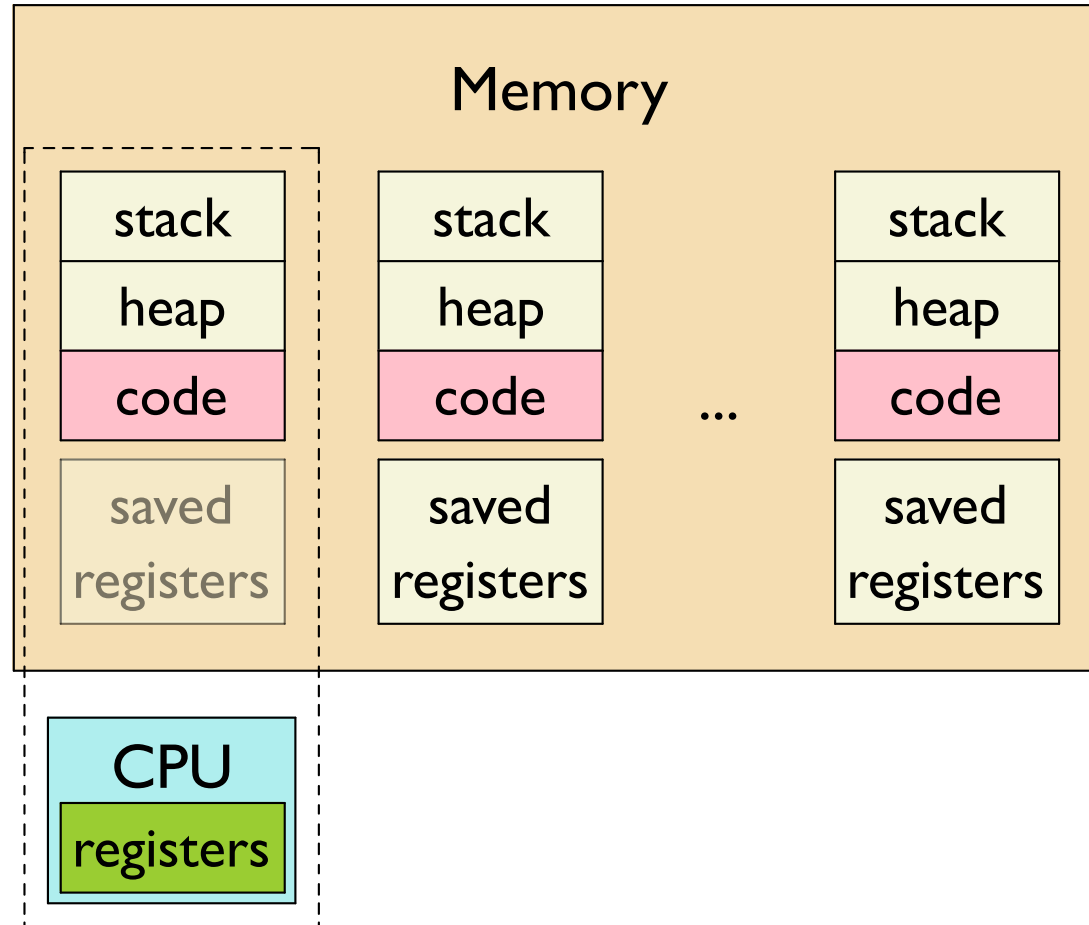 Memory
stack
heap
code
saved
registers
stack
heap
code
saved
registers
...
stack
heap
code
saved
registers
CPU
registers